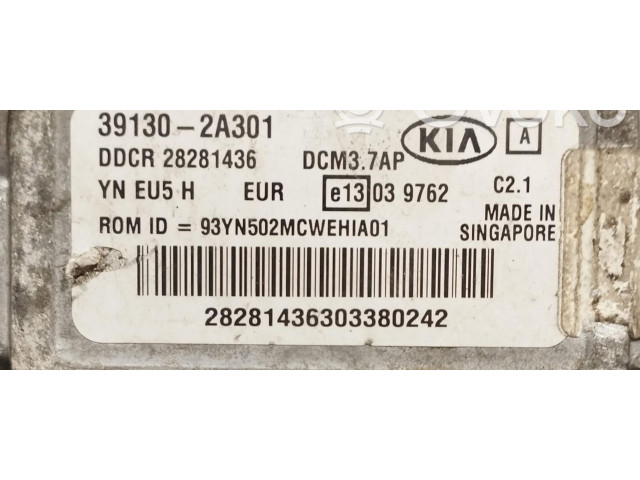 39130-2A301 KIA A
DDCR 28281436 DCM3.7AP
YN EU5 H EUR e13 03 9762 C2.1
ROM ID = 93YN502MCWEHIA01 MADE IN
SINGAPORE
28281436303380242